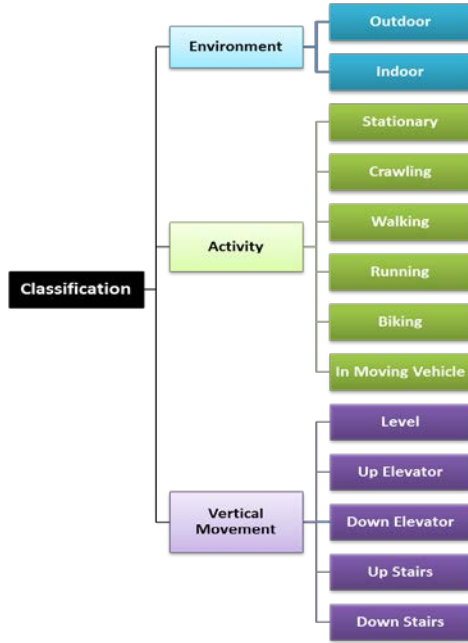 Classification
Environment
Outdoor
Indoor
Activity
Stationary
Crawling
Walking
Running
Biking
In Moving Vehicle
Vertical
Movement
Level
Up Elevator
Down Elevator
Up Stairs
Down Stairs